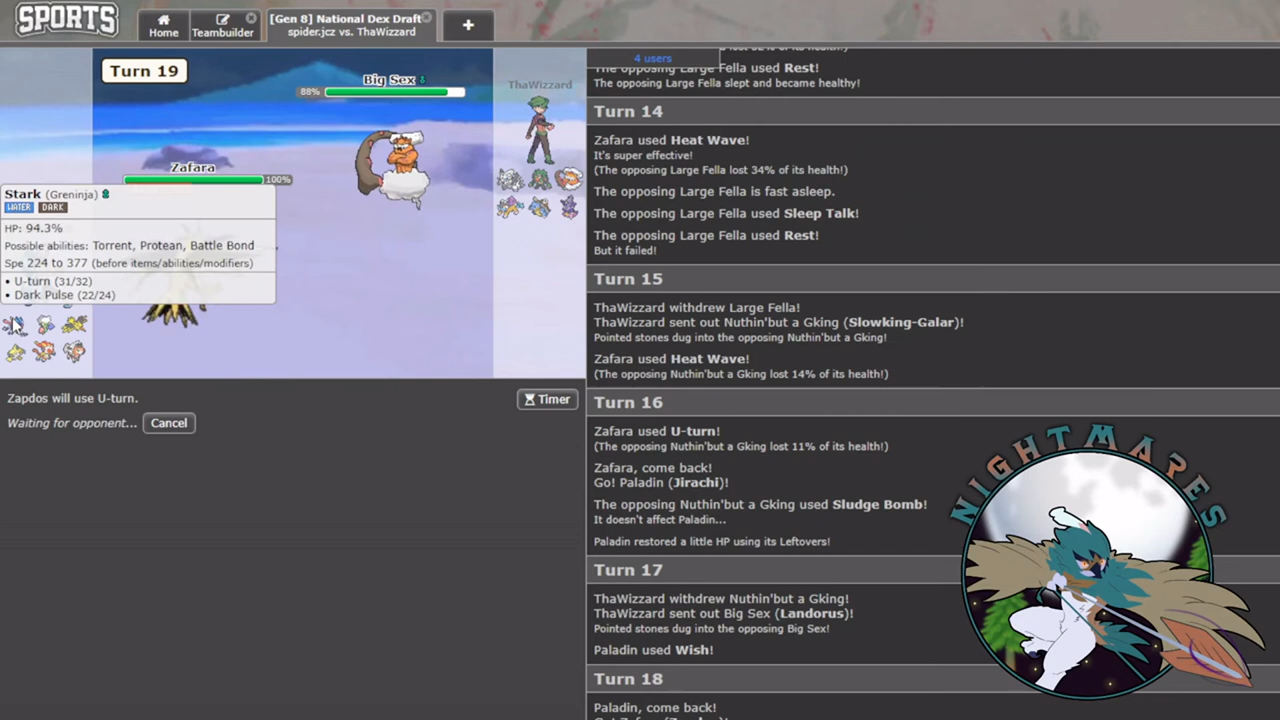 SPORTS
Home
Teambuilder
[Gen 8] National Dex Draft
spider.jcz vs. ThaWizzard
+
Turn 19
Big Sex
88%
Zafara
100%
ThaWizzard
Stark (Greninja)
WATER DARK
HP: 94.3%
Possible abilities: Torrent, Protean, Battle Bond
Spe 224 to 377 (before items/abilities/modifiers)
• U-turn (31/32)
• Dark Pulse (22/24)
Zapdos will use U-turn.
Timer
Waiting for opponent...
Cancel
4 users
The opposing Large Fella used Rest!
The opposing Large Fella slept and became healthy!
Turn 14
Zafara used Heat Wave!
It's super effective!
(The opposing Large Fella lost 34% of its health!)
The opposing Large Fella is fast asleep.
The opposing Large Fella used Sleep Talk!
The opposing Large Fella used Rest!
But it failed!
Turn 15
ThaWizzard withdrew Large Fella!
ThaWizzard sent out Nuthin'but a Gking (Slowking-Galar)!
Pointed stones dug into the opposing Nuthin'but a Gking!
Zafara used Heat Wave!
(The opposing Nuthin'but a Gking lost 14% of its health!)
Turn 16
Zafara used U-turn!
(The opposing Nuthin'but a Gking lost 11% of its health!)
Zafara, come back!
Go! Paladin (Jirachi)!
The opposing Nuthin'but a Gking used Sludge Bomb!
It doesn't affect Paladin...
Paladin restored a little HP using its Leftovers!
Turn 17
ThaWizzard withdrew Nuthin'but a Gking!
ThaWizzard sent out Big Sex (Landorus)!
Pointed stones dug into the opposing Big Sex!
Paladin used Wish!
Turn 18
Paladin, come back!
NIGHTMARES